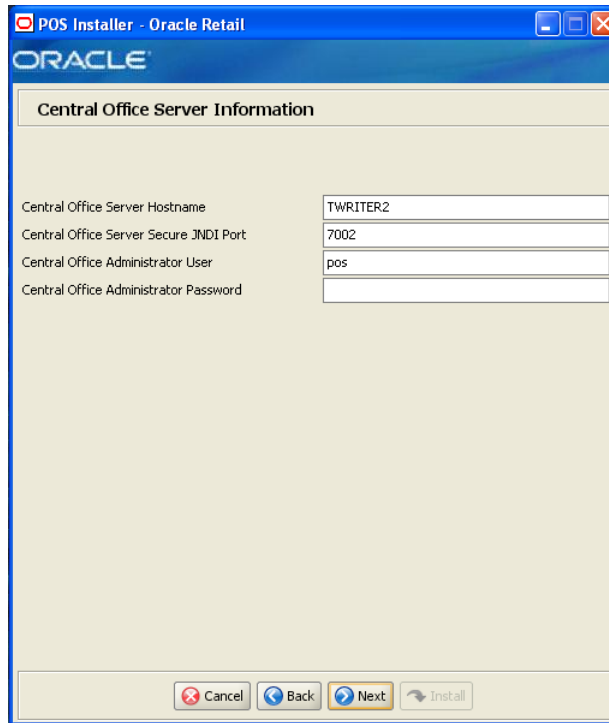 POS Installer - Oracle Retail
ORACLE
Central Office Server Information
Central Office Server Hostname TWRITER2
Central Office Server Secure JNDI Port 7002
Central Office Administrator User pos
Central Office Administrator Password
Cancel Back Next Install